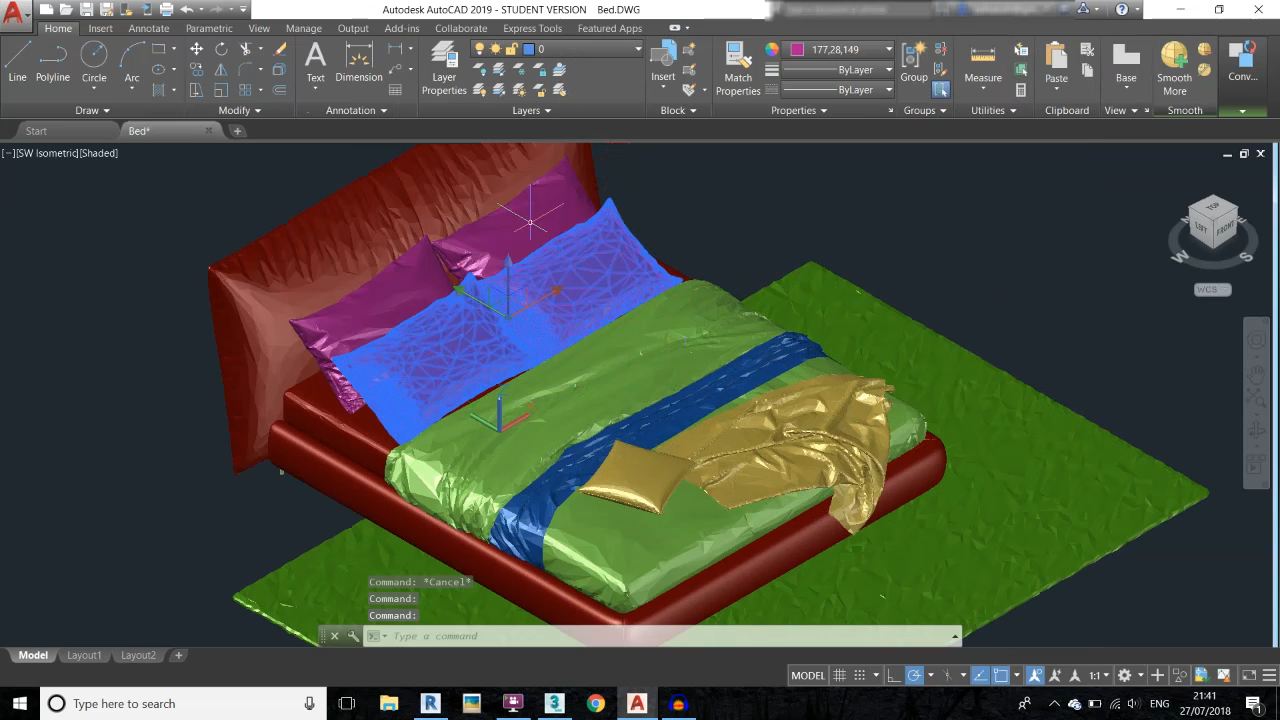 Autodesk AutoCAD 2019 - STUDENT VERSION Bed.DWG
Home Insert Annotate Parametric View Manage Output Add-ins Collaborate Express Tools Featured Apps
Line Polyline Circle Arc
Text Dimension
Layer Properties
0
Insert
Match Properties
177,28,149
ByLayer
ByLayer
Group
Measure
Paste
Base
Smooth More
Conv...
Draw Modify Annotation Layers Block Properties Groups Utilities Clipboard View Smooth
Start Bed*
[−][SW Isometric][Shaded]
TOP
LEFT FRONT
W S
WCS
Command: *Cancel*
Command:
Command:
Type a command
Model Layout1 Layout2
MODEL 1:1
Type here to search
ENG
21:41
27/07/2018